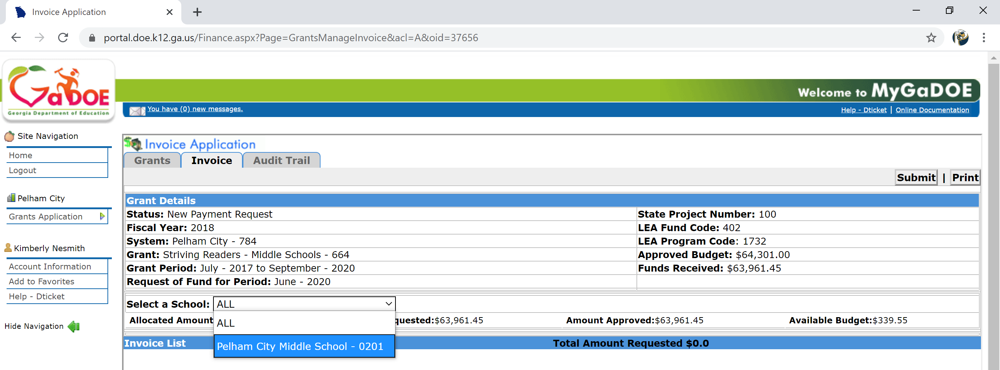 Invoice Application
portal.doe.k12.ga.us/Finance.aspx?Page=GrantsManageInvoice&acl=A&oid=37656
GaDOE
Georgia Department of Education
Welcome to MyGaDOE
You have (0) new messages.
Help - Dticket | Online Documentation
Site Navigation
Home
Logout
Pelham City
Grants Application
Kimberly Nesmith
Account Information
Add to Favorites
Help - Dticket
Hide Navigation
Invoice Application
Grants Invoice Audit Trail
Submit | Print
Grant Details
Status: New Payment Request
State Project Number: 100
Fiscal Year: 2018
LEA Fund Code: 402
System: Pelham City - 784
LEA Program Code: 1732
Grant: Striving Readers - Middle Schools - 664
Approved Budget: $64,301.00
Grant Period: July - 2017 to September - 2020
Funds Received: $63,961.45
Request of Fund for Period: June - 2020
Select a School: ALL
ALL
Pelham City Middle School - 0201
Allocated Amount quested:$63,961.45 Amount Approved:$63,961.45 Available Budget:$339.55
Invoice List Total Amount Requested $0.0